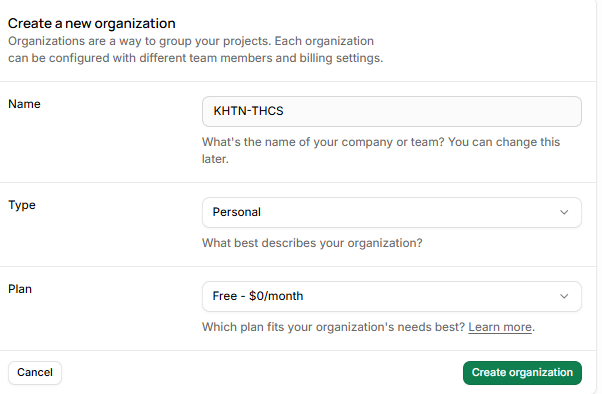 Create a new organization
Organizations are a way to group your projects. Each organization
can be configured with different team members and billing settings.
Name
KHTN-THCS
What's the name of your company or team? You can change this
later.
Type
Personal
What best describes your organization?
Plan
Free - $0/month
Which plan fits your organization's needs best? Learn more.
Cancel
Create organization